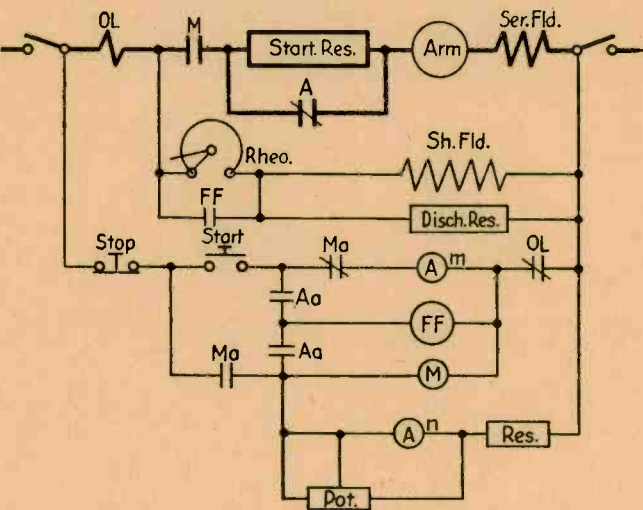 OL M Start. Res. Arm Ser. Fld.
A
Rheo. Sh. Fld.
FF Disch. Res.
Stop Start Ma A m OL
Aa
FF
Ma Aa M
A n Res.
Pot.